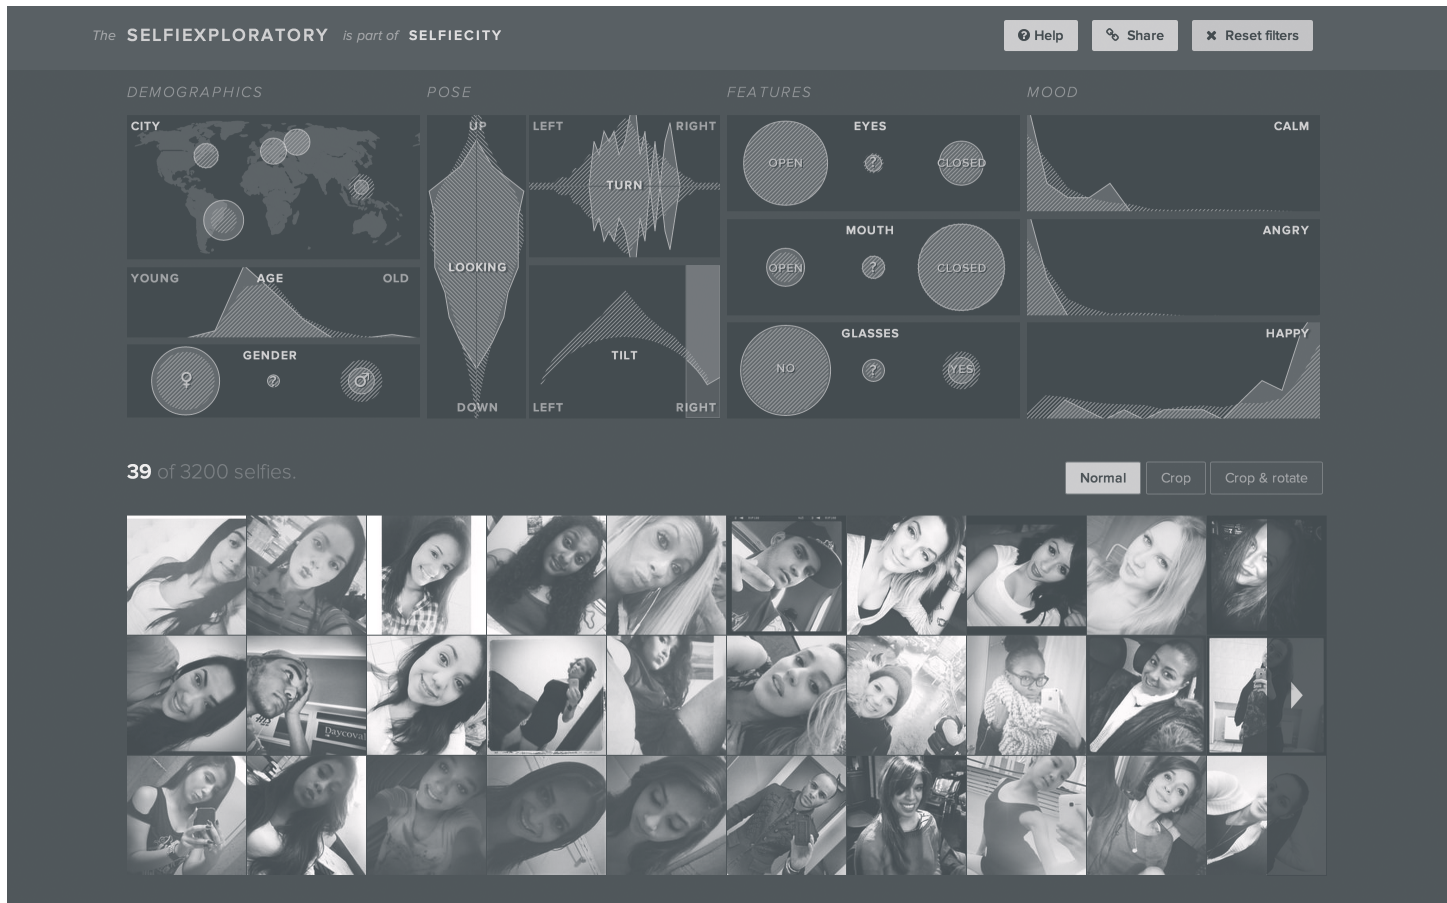 The SELFIEXPLORATORY is part of SELFIECITY
Help
Share
Reset filters
DEMOGRAPHICS
POSE
FEATURES
MOOD
CITY
UP
LEFT
RIGHT
EYES
CALM
OPEN
?
CLOSED
TURN
MOUTH
ANGRY
OPEN
?
CLOSED
LOOKING
YOUNG
AGE
OLD
GLASSES
HAPPY
GENDER
TILT
NO
?
YES
♀
?
♂
DOWN
LEFT
RIGHT
39 of 3200 selfies.
Normal
Crop
Crop & rotate
Daycoval